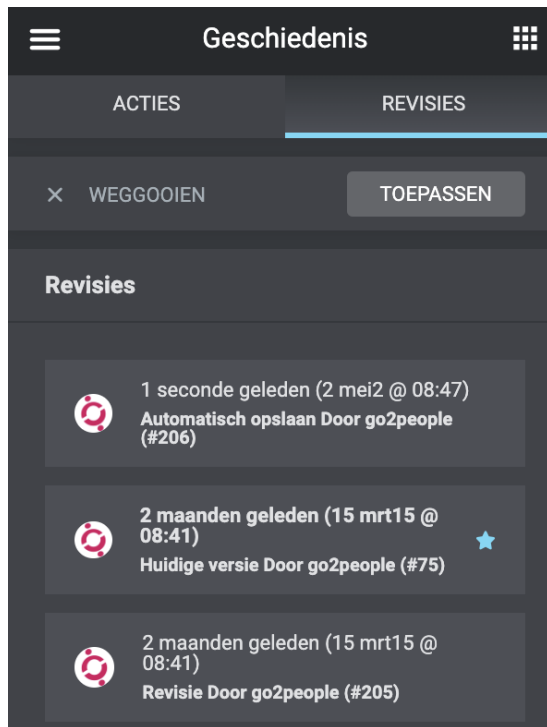 Geschiedenis
ACTIES
REVISIES
WEGGOOIEN
TOEPASSEN
Revisies
1 seconde geleden (2 mei2 @ 08:47)
Automatisch opslaan Door go2people
(#206)
2 maanden geleden (15 mrt15 @
08:41)
Huidige versie Door go2people (#75)
2 maanden geleden (15 mrt15 @
08:41)
Revisie Door go2people (#205)